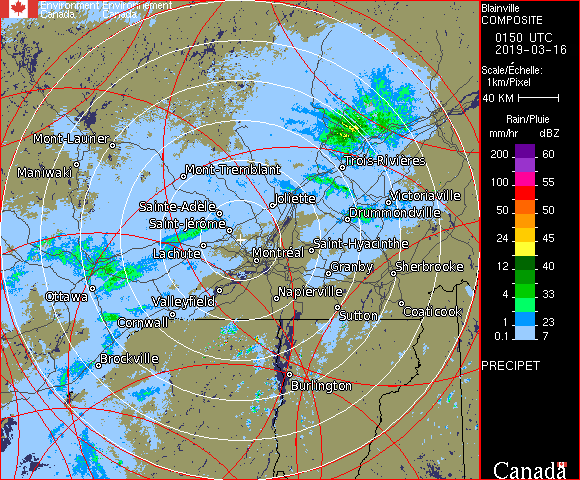 Environment Environnement
Canada Canada
Blainville
COMPOSITE
0150 UTC
2019-03-16
Scale/Échelle:
1km/Pixel
40 KM
Rain/Pluie
mm/hr dBZ
200 60
100 55
50 50
24 45
12 40
4 33
1 23
0.1 7
PRECIPET
Canada
Mont-Laurier
Maniwaki
Mont-Tremblant
Trois-Rivières
Sainte-Adèle
Joliette
Victoriaville
Saint-Jérôme
Drummondville
Lachute
Montréal
Saint-Hyacinthe
Granby
Sherbrooke
Ottawa
Valleyfield
Napierville
Cornwall
Sutton
Coaticook
Brockville
Burlington